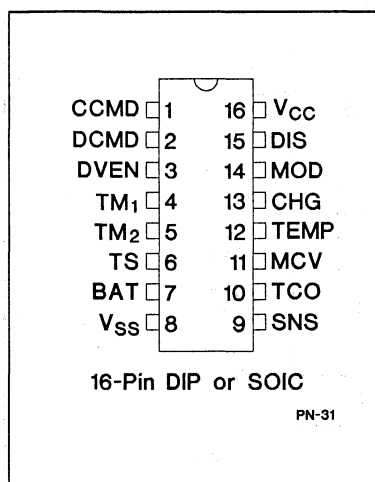 CCMD 1 16 VCC
DCMD 2 15 DIS
DVEN 3 14 MOD
TM1 4 13 CHG
TM2 5 12 TEMP
TS 6 11 MCV
BAT 7 10 TCO
VSS 8 9 SNS
16-Pin DIP or SOIC
PN-31